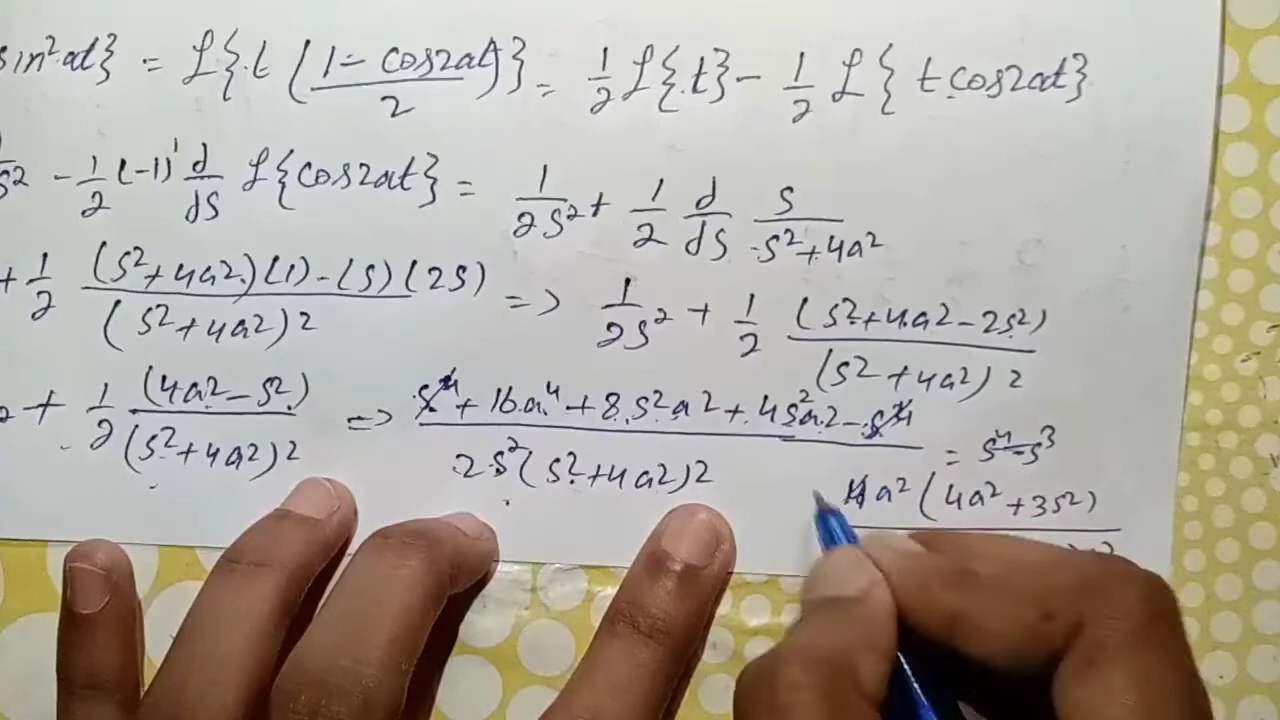 sin²at} = ℒ{t (1 - cos2at)/2} = 1/2 ℒ{t} - 1/2 ℒ{t cos2at}
1/s² - 1/2 (-1)¹ d/ds ℒ{cos2at} = 1/2s² + 1/2 d/ds s/(s²+4a²)
+ 1/2 ((s²+4a²)(1) - (s)(2s))/(s²+4a²)² => 1/2s² + 1/2 (s²+4a²-2s²)/(s²+4a²)²
+ 1/2 (4a²-s²)/(s²+4a²)² => (s⁴ + 16a⁴ + 8s²a² + 4s²a² - s⁴)/2s²(s²+4a²)² =
4a²(4a²+3s²)